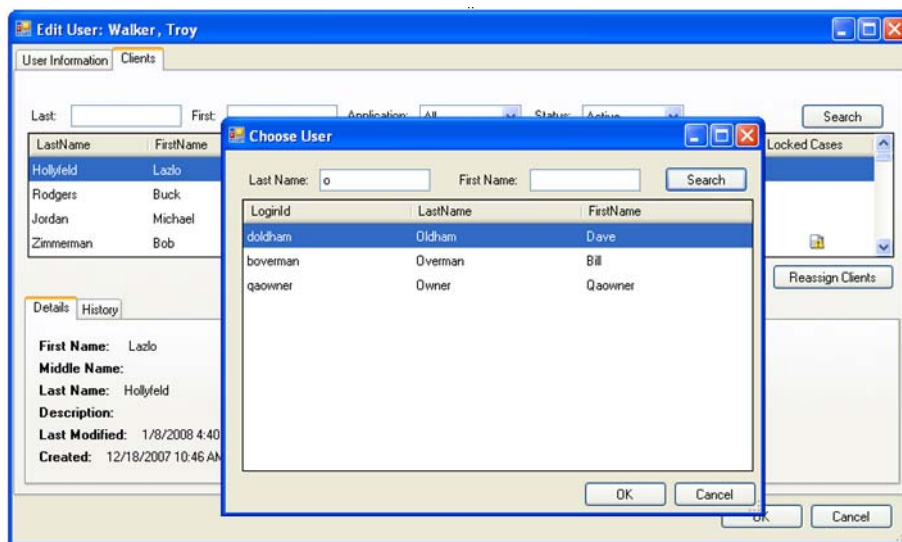 Edit User: Walker, Troy
User Information Clients
Last: First: Application: All Status: Active Search
LastName FirstName Locked Cases
Hollyfeld Lazlo
Rodgers Buck
Jordan Michael
Zimmerman Bob
Reassign Clients
Choose User
Last Name: o First Name: Search
LoginId LastName FirstName
doldham Oldham Dave
boverman Overman Bill
qaowner Owner Qaowner
OK Cancel
Details History
First Name: Lazlo
Middle Name:
Last Name: Hollyfeld
Description:
Last Modified: 1/8/2008 4:40
Created: 12/18/2007 10:46 AM
OK Cancel